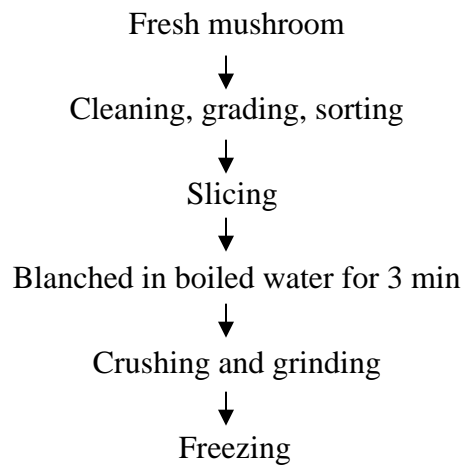 Fresh mushroom
Cleaning, grading, sorting
Slicing
Blanched in boiled water for 3 min
Crushing and grinding
Freezing